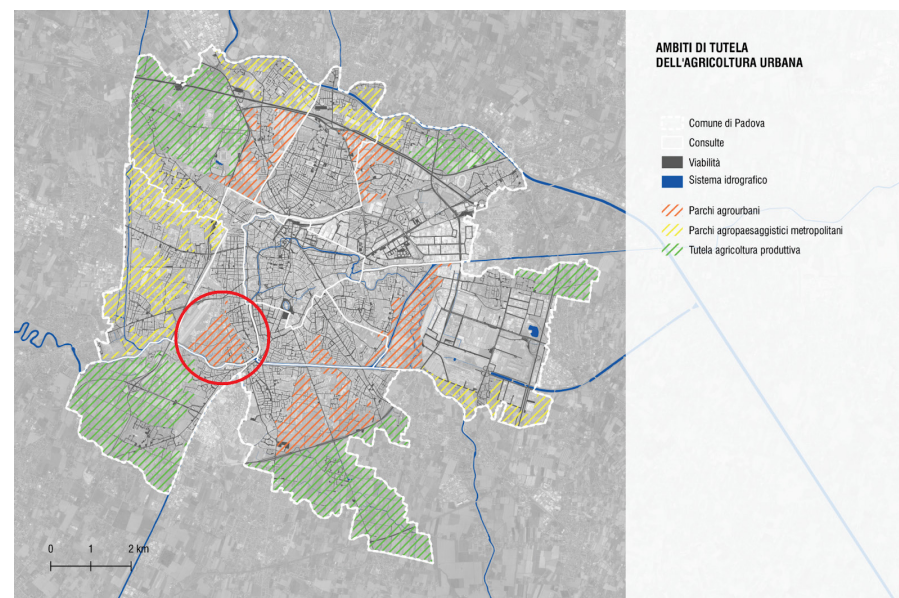 AMBITI DI TUTELA
DELL'AGRICOLTURA URBANA
Comune di Padova
Consulte
Viabilità
Sistema idrografico
Parchi agrourbani
Parchi agropaesaggistici metropolitani
Tutela agricoltura produttiva
0 1 2 km